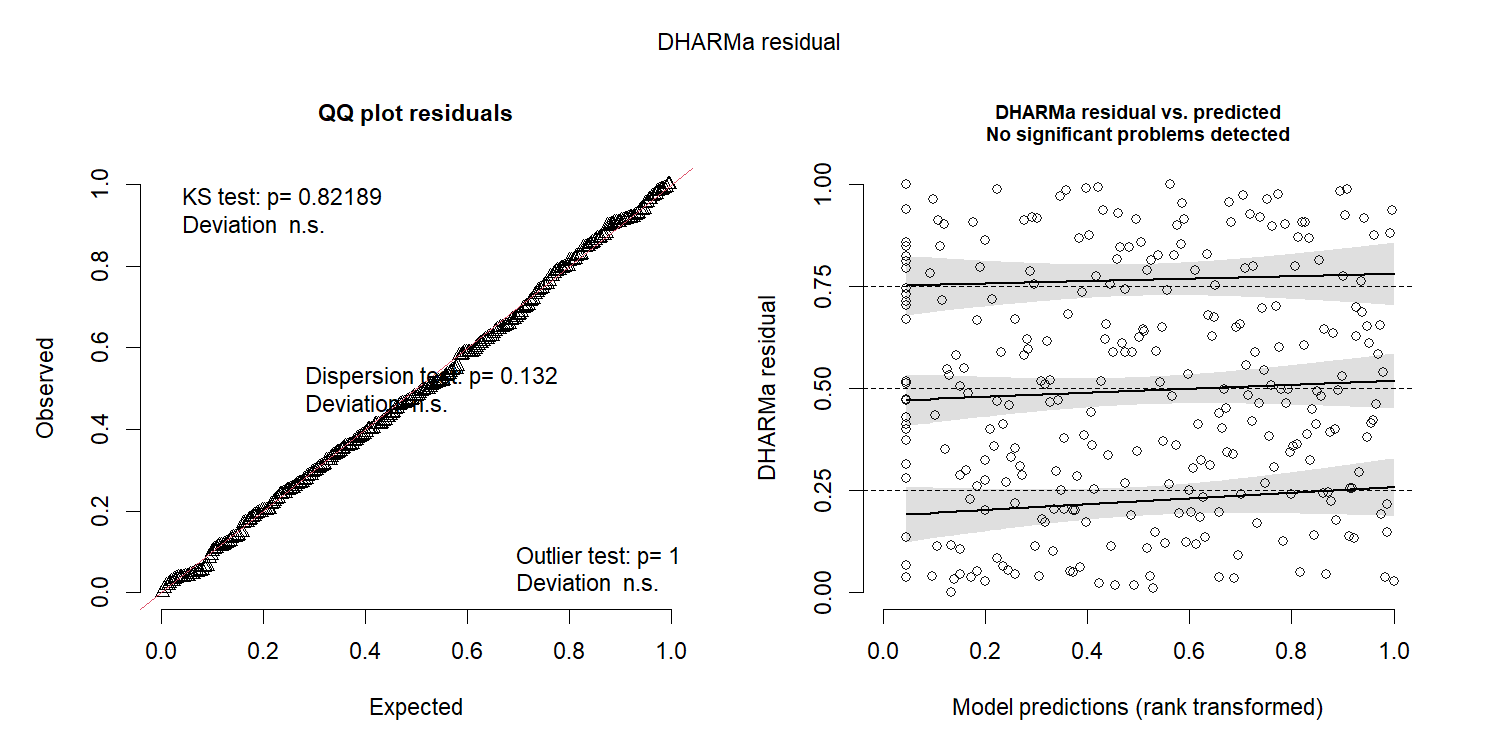 DHARMa residual
QQ plot residuals
KS test: p= 0.82189
Deviation n.s.
Dispersion test: p= 0.132
Deviation n.s.
Outlier test: p= 1
Deviation n.s.
Observed
0.0 0.2 0.4 0.6 0.8 1.0
0.0 0.2 0.4 0.6 0.8 1.0
Expected
DHARMa residual vs. predicted
No significant problems detected
DHARMa residual
0.00 0.25 0.50 0.75 1.00
0.0 0.2 0.4 0.6 0.8 1.0
Model predictions (rank transformed)